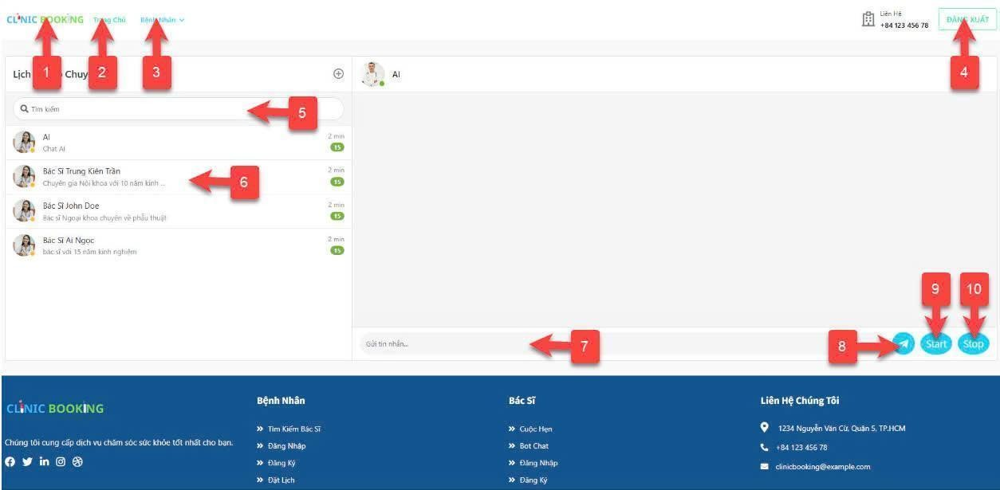 CLINIC BOOKING
Trang Chủ
Bệnh Nhân
Liên Hệ
+84 123 456 78
ĐĂNG XUẤT
1
2
3
4
Lịch Chuy
AI
Tìm kiếm
5
AI
2 min
Chat AI
15
Bác Sĩ Trung Kiên Trần
2 min
Chuyên gia Nội khoa với 10 năm kinh ...
15
6
Bác Sĩ John Doe
2 min
Bác sĩ Ngoại khoa chuyên về phẫu thuật
15
Bác Sĩ Ai Ngọc
2 min
bác sĩ với 15 năm kinh nghiệm
15
9
10
Gửi tin nhắn...
7
8
Start
Stop
CLINIC BOOKING
Chúng tôi cung cấp dịch vụ chăm sóc sức khỏe tốt nhất cho bạn.
Bệnh Nhân
Tìm Kiếm Bác Sĩ
Đăng Nhập
Đăng Ký
Đặt Lịch
Bác Sĩ
Cuộc Hẹn
Bot Chat
Đăng Nhập
Đăng Ký
Liên Hệ Chúng Tôi
1234 Nguyễn Văn Cừ, Quận 5, TP.HCM
+84 123 456 78
clinicbooking@example.com